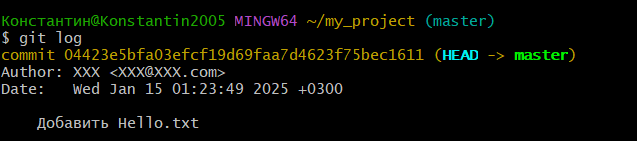 Константин@Konstantin2005 MINGW64 ~/my_project (master)
$ git log
commit 04423e5bfa03efcf19d69faa7d4623f75bec1611 (HEAD -> master)
Author: XXX <XXX@XXX.com>
Date:   Wed Jan 15 01:23:49 2025 +0300
    Добавить Hello.txt